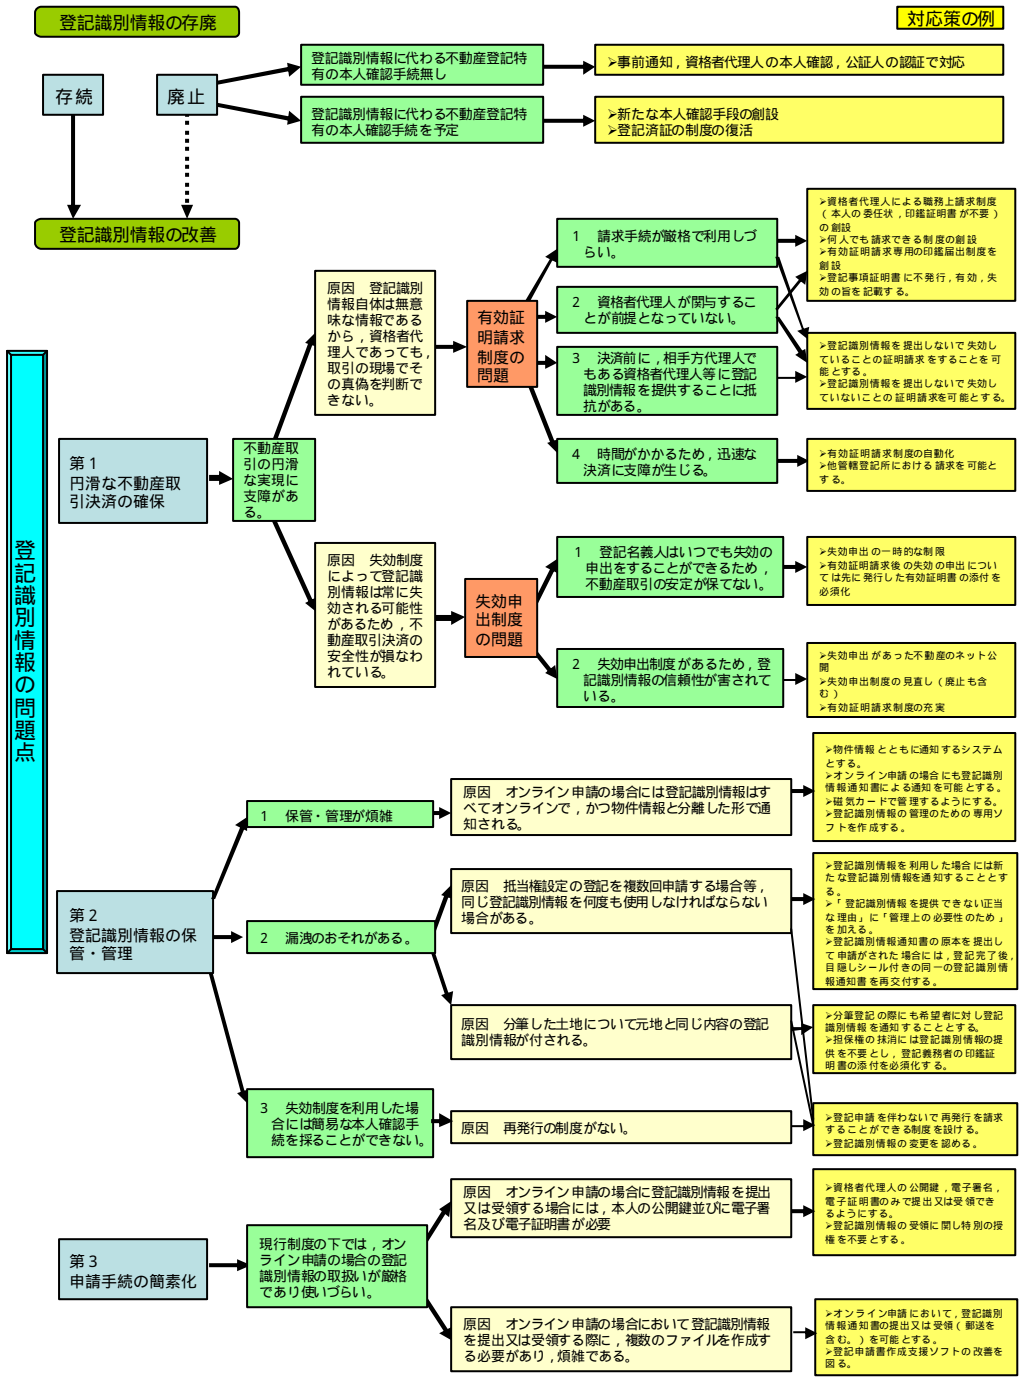 登記識別情報の存廃
対応策の例
存続
廃止
登記識別情報に代わる不動産登記特
有の本人確認手続無し
➢事前通知，資格者代理人の本人確認，公証人の認証で対応
登記識別情報に代わる不動産登記特
有の本人確認手続を予定
➢新たな本人確認手段の創設
➢登記済証の制度の復活
登記識別情報の改善
登記識別情報の問題点
第１
円滑な不動産取
引決済の確保
不動産取
引の円滑
な実現に
支障があ
る。
原因　登記識別
情報自体は無意
味な情報である
から，資格者代
理人であっても，
取引の現場でそ
の真偽を判断で
きない。
有効証
明請求
制度の
問題
１　請求手続が厳格で利用しづ
らい。
２　資格者代理人が関与するこ
とが前提となっていない。
３　決済前に，相手方代理人で
もある資格者代理人等に登記
識別情報を提供することに抵
抗がある。
４　時間がかかるため，迅速な
決済に支障が生じる。
➢資格者代理人による職務上請求制度
（本人の委任状，印鑑証明書が不要）
の創設
➢何人でも請求できる制度の創設
➢有効証明請求専用の印鑑届出制度を
創設
➢登記事項証明書に不発行，有効，失
効の旨を記載する。
➢登記識別情報を提出しないで失効し
ていることの証明請求をすることを可
能とする。
➢登記識別情報を提出しないで失効し
ていないことの証明請求を可能とする。
➢有効証明請求制度の自動化
➢他管轄登記所における請求を可能と
する。
原因　失効制度
によって登記識
別情報は常に失
効される可能性
があるため，不
動産取引決済の
安全性が損なわ
れている。
失効申
出制度
の問題
１　登記名義人はいつでも失効の
申出をすることができるため，
不動産取引の安定が保てない。
２　失効申出制度があるため，登
記識別情報の信頼性が害されて
いる。
➢失効申出の一時的な制限
➢有効証明請求後の失効の申出につい
ては先に発行した有効証明書の添付を
必須化
➢失効申出があった不動産のネット公
開
➢失効申出制度の見直し（廃止も含
む）
➢有効証明請求制度の充実
第２
登記識別情報の保
管・管理
１　保管・管理が煩雑
原因　オンライン申請の場合には登記識別情報はす
べてオンラインで，かつ物件情報と分離した形で通
知される。
➢物件情報とともに通知するシステム
とする。
➢オンライン申請の場合にも登記識別
情報通知書による通知を可能とする。
➢磁気カードで管理するようにする。
➢登記識別情報の管理のための専用ソ
フトを作成する。
２　漏洩のおそれがある。
原因　抵当権設定の登記を複数回申請する場合等，
同じ登記識別情報を何度も使用しなければならない
場合がある。
➢登記識別情報を利用した場合には新
たな登記識別情報を通知することとす
る。
➢「登記識別情報を提供できない正当
な理由」に「管理上の必要性のため」
を加える。
➢登記識別情報通知書の原本を提出し
て申請がされた場合には，登記完了後，
目隠しシール付きの同一の登記識別情
報通知書を再交付する。
原因　分筆した土地について元地と同じ内容の登記
識別情報が付される。
➢分筆登記の際にも希望者に対し登記
識別情報を通知することとする。
➢担保権の抹消には登記識別情報の提
供を不要とし，登記義務者の印鑑証
明書の添付を必須化する。
３　失効制度を利用した場
合には簡易な本人確認手
続を採ることができない。
原因　再発行の制度がない。
➢登記申請を伴わないで再発行を請求
することができる制度を設ける。
➢登記識別情報の変更を認める。
第３
申請手続の簡素化
現行制度の下では，オン
ライン申請の場合の登記
識別情報の取扱いが厳格
であり使いづらい。
原因　オンライン申請の場合に登記識別情報を提出
又は受領する場合には，本人の公開鍵並びに電子署
名及び電子証明書が必要
➢資格者代理人の公開鍵，電子署名，
電子証明書のみで提出又は受領でき
るようにする。
➢登記識別情報の受領に関し特別の授
権を不要とする。
原因　オンライン申請の場合において登記識別情報
を提出又は受領する際に，複数のファイルを作成す
る必要があり，煩雑である。
➢オンライン申請において，登記識別
情報通知書の提出又は受領（郵送を
含む。）を可能とする。
➢登記申請書作成支援ソフトの改善を
図る。